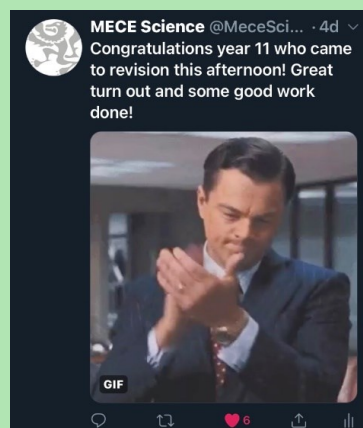 MECE Science @MeceSci... · 4d
Congratulations year 11 who came
to revision this afternoon! Great
turn out and some good work
done!
GIF
6